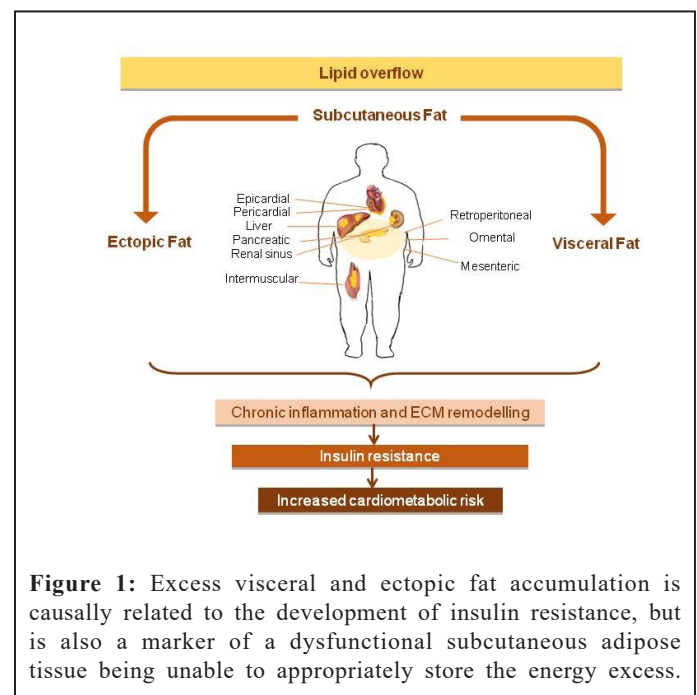 Lipid overflow
Subcutaneous Fat
Ectopic Fat
Epicardial
Pericardial
Liver
Pancreatic
Renal sinus
Intermuscular
Retroperitoneal
Omental
Mesenteric
Visceral Fat
Chronic inflammation and ECM remodelling
Insulin resistance
Increased cardiometabolic risk
Figure 1: Excess visceral and ectopic fat accumulation is
causally related to the development of insulin resistance, but
is also a marker of a dysfunctional subcutaneous adipose
tissue being unable to appropriately store the energy excess.